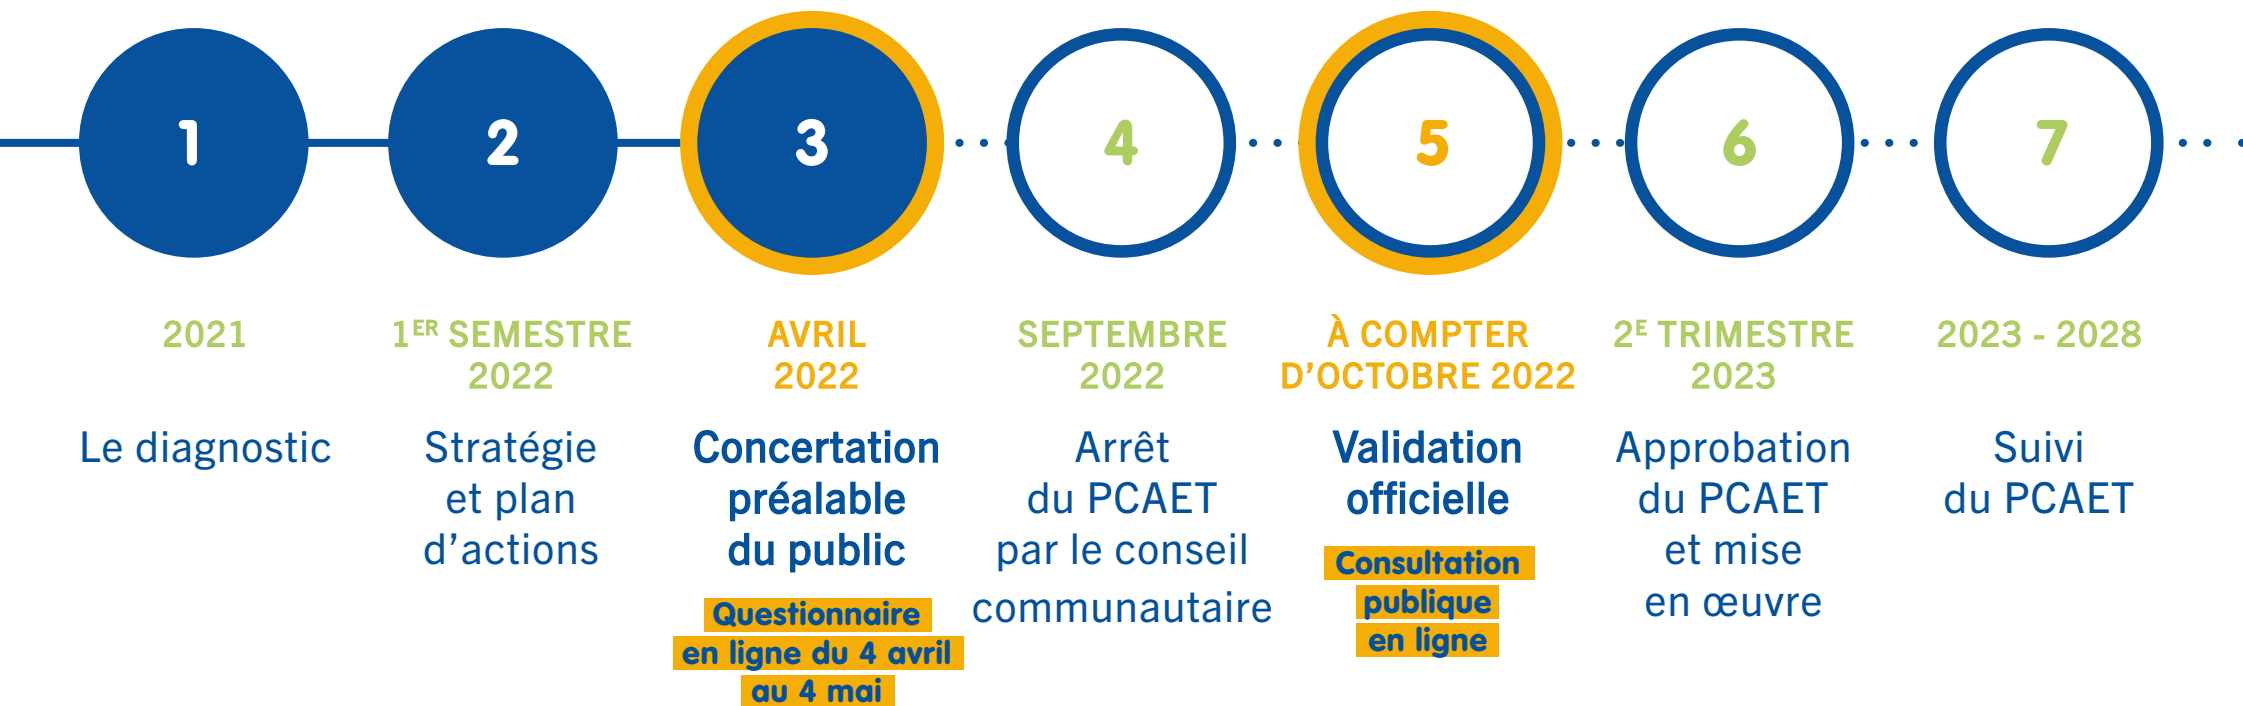 1
2
3
4
5
6
7
2021
1ER SEMESTRE
2022
AVRIL
2022
SEPTEMBRE
2022
À COMPTER
D’OCTOBRE 2022
2E TRIMESTRE
2023
2023 - 2028
Le diagnostic
Stratégie
et plan
d’actions
Concertation
préalable
du public
Questionnaire
en ligne du 4 avril
au 4 mai
Arrêt
du PCAET
par le conseil
communautaire
Validation
officielle
Consultation
publique
en ligne
Approbation
du PCAET
et mise
en œuvre
Suivi
du PCAET